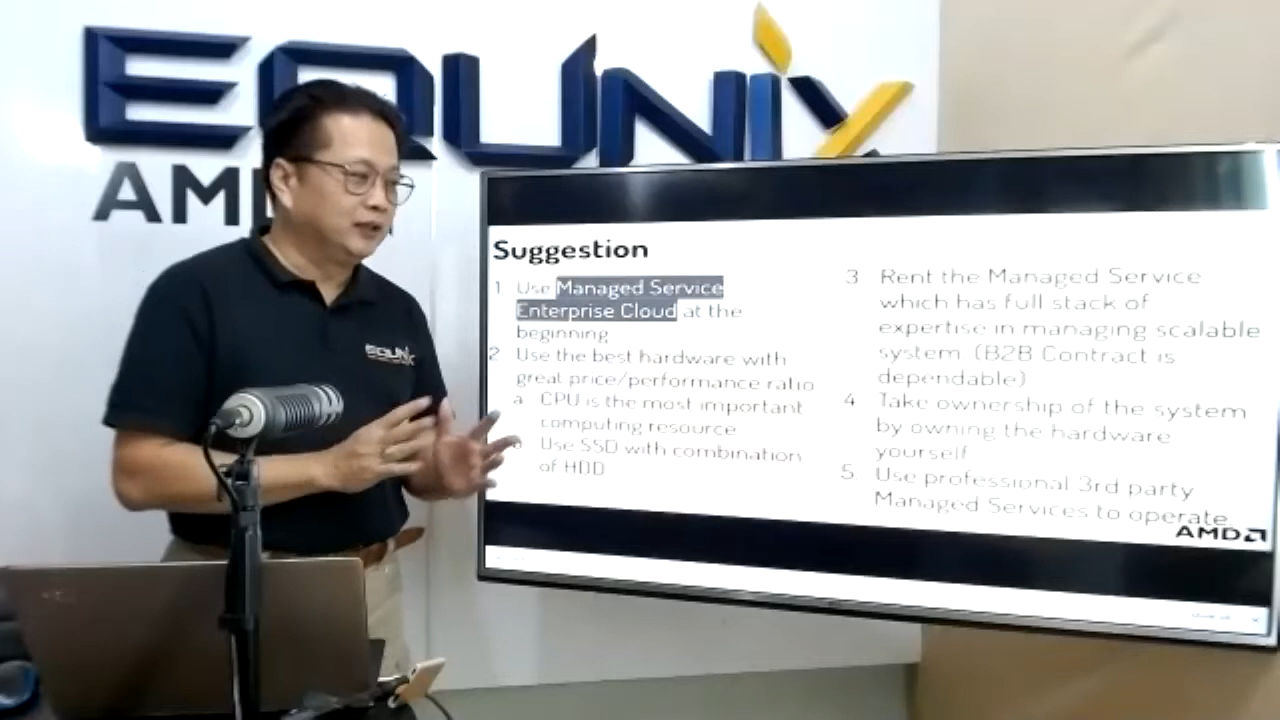 EQUNIX
AMD
EQUNIX
Suggestion
1 Use Managed Service
Enterprise Cloud at the
beginning
2 Use the best hardware with
great price/performance ratio
a CPU is the most important
computing resource
Use SSD with combination
of HDD
3 Rent the Managed Service
which has full stack of
expertise in managing scalable
system (B2B Contract is
dependable)
4 Take ownership of the system
by owning the hardware
yourself
5. Use professional 3rd party
Managed Services to operate
AMD